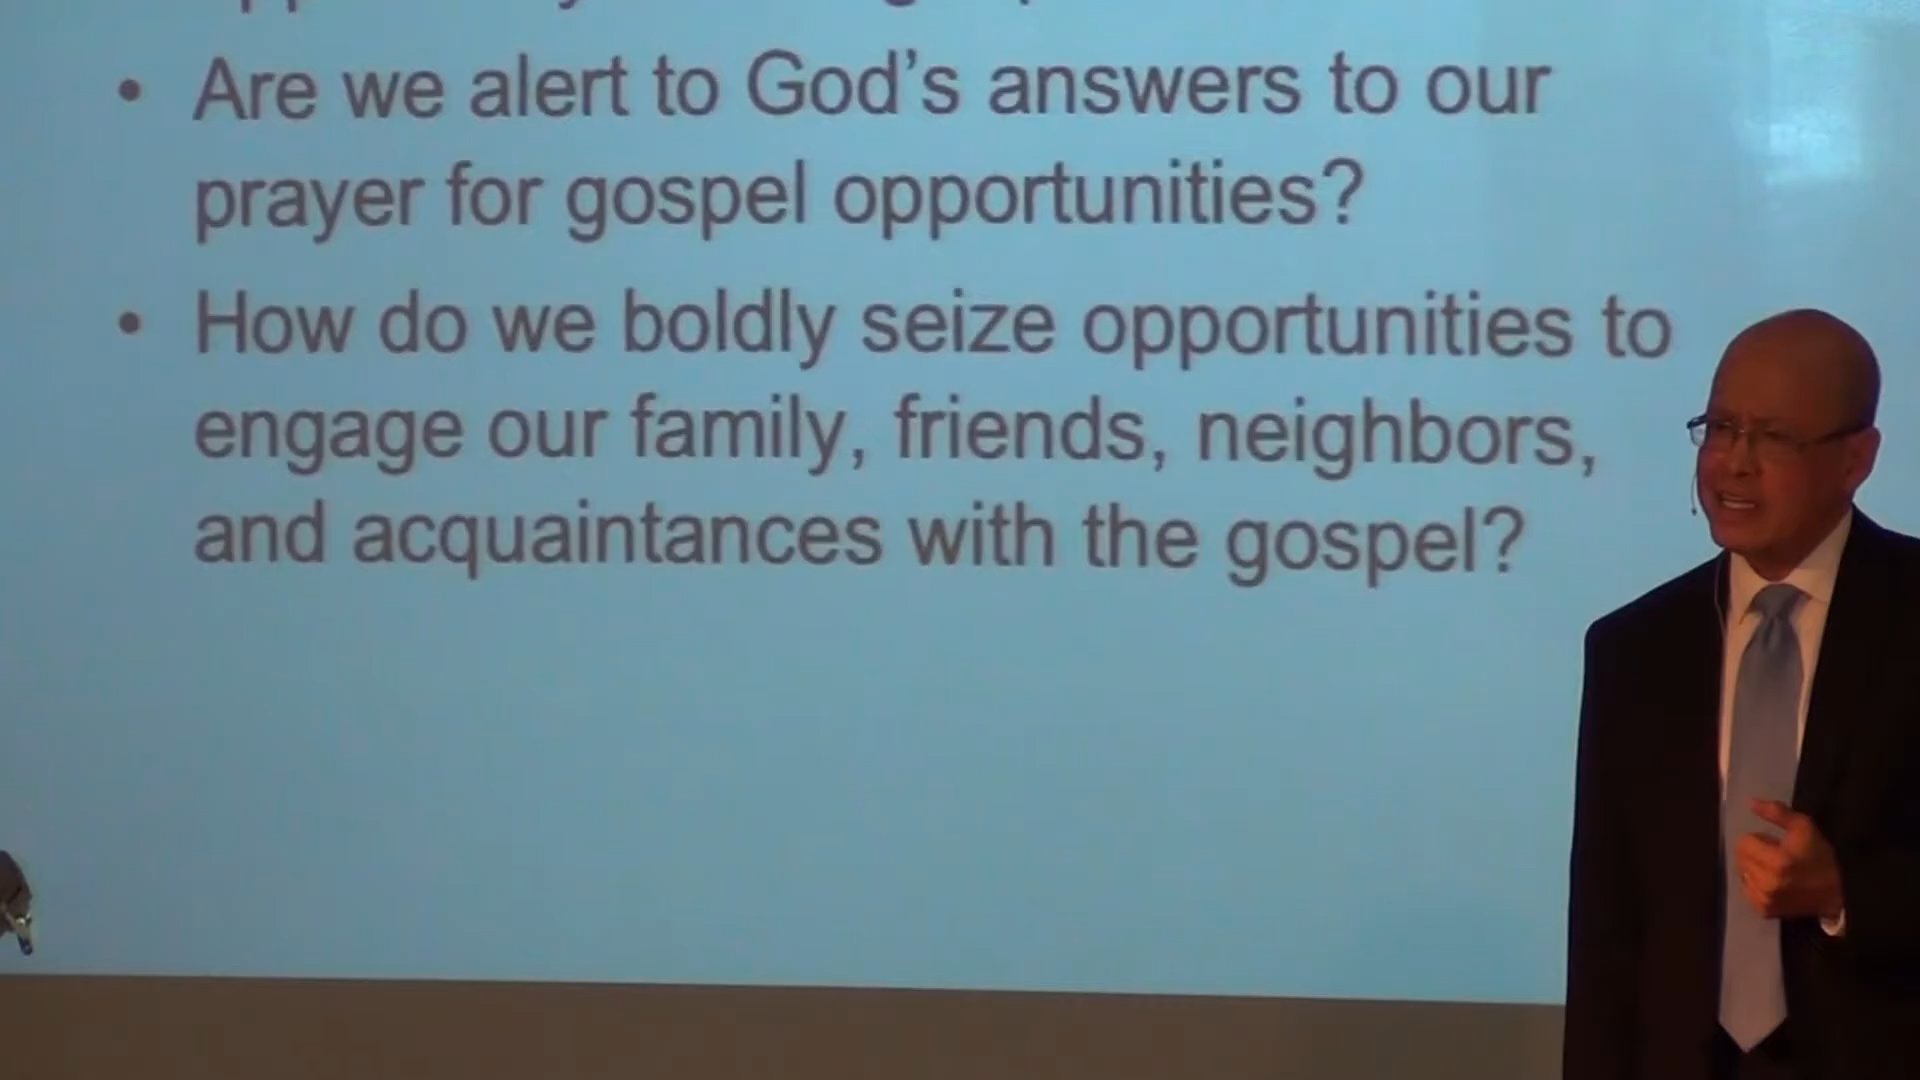 • Are we alert to God's answers to our
prayer for gospel opportunities?
• How do we boldly seize opportunities to
engage our family, friends, neighbors,
and acquaintances with the gospel?